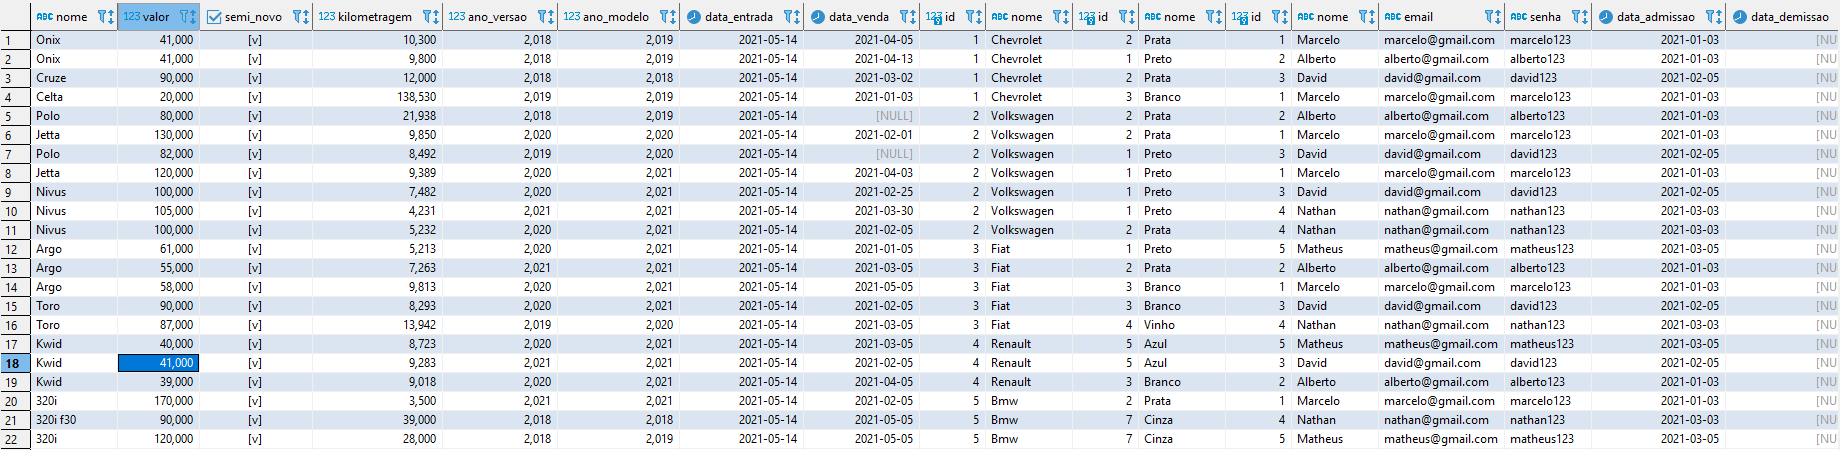 nome 123 valor semi_novo 123 kilometragem 123 ano_versao 123 ano_modelo data_entrada data_venda 123 id ABC nome 123 id ABC nome 123 id ABC nome ABC email ABC senha data_admissao data_demissao
1 Onix 41,000 [v] 10,300 2,018 2,019 2021-05-14 2021-04-05 1 Chevrolet 2 Prata 1 Marcelo marcelo@gmail.com marcelo123 2021-01-03 [NU
2 Onix 41,000 [v] 9,800 2,018 2,019 2021-05-14 2021-04-13 1 Chevrolet 1 Preto 2 Alberto alberto@gmail.com alberto123 2021-01-03 [NU
3 Cruze 90,000 [v] 12,000 2,018 2,018 2021-05-14 2021-03-02 1 Chevrolet 2 Prata 3 David david@gmail.com david123 2021-02-05 [NU
4 Celta 20,000 [v] 138,530 2,019 2,019 2021-05-14 2021-01-03 1 Chevrolet 3 Branco 1 Marcelo marcelo@gmail.com marcelo123 2021-01-03 [NU
5 Polo 80,000 [v] 21,938 2,018 2,019 2021-05-14 [NULL] 2 Volkswagen 2 Prata 2 Alberto alberto@gmail.com alberto123 2021-01-03 [NU
6 Jetta 130,000 [v] 9,850 2,020 2,020 2021-05-14 2021-02-01 2 Volkswagen 2 Prata 1 Marcelo marcelo@gmail.com marcelo123 2021-01-03 [NU
7 Polo 82,000 [v] 8,492 2,019 2,020 2021-05-14 [NULL] 2 Volkswagen 1 Preto 3 David david@gmail.com david123 2021-02-05 [NU
8 Jetta 120,000 [v] 9,389 2,020 2,021 2021-05-14 2021-04-03 2 Volkswagen 1 Preto 1 Marcelo marcelo@gmail.com marcelo123 2021-01-03 [NU
9 Nivus 100,000 [v] 7,482 2,020 2,021 2021-05-14 2021-02-25 2 Volkswagen 1 Preto 3 David david@gmail.com david123 2021-02-05 [NU
10 Nivus 105,000 [v] 4,231 2,021 2,021 2021-05-14 2021-03-30 2 Volkswagen 1 Preto 4 Nathan nathan@gmail.com nathan123 2021-03-03 [NU
11 Nivus 100,000 [v] 5,232 2,020 2,021 2021-05-14 2021-02-05 2 Volkswagen 2 Prata 4 Nathan nathan@gmail.com nathan123 2021-03-03 [NU
12 Argo 61,000 [v] 5,213 2,020 2,021 2021-05-14 2021-01-05 3 Fiat 1 Preto 5 Matheus matheus@gmail.com matheus123 2021-03-05 [NU
13 Argo 55,000 [v] 7,263 2,021 2,021 2021-05-14 2021-03-05 3 Fiat 2 Prata 2 Alberto alberto@gmail.com alberto123 2021-01-03 [NU
14 Argo 58,000 [v] 9,813 2,020 2,021 2021-05-14 2021-05-05 3 Fiat 3 Branco 1 Marcelo marcelo@gmail.com marcelo123 2021-01-03 [NU
15 Toro 90,000 [v] 8,293 2,020 2,021 2021-05-14 2021-02-05 3 Fiat 3 Branco 3 David david@gmail.com david123 2021-02-05 [NU
16 Toro 87,000 [v] 13,942 2,019 2,020 2021-05-14 2021-03-05 3 Fiat 4 Vinho 4 Nathan nathan@gmail.com nathan123 2021-03-03 [NU
17 Kwid 40,000 [v] 8,723 2,020 2,021 2021-05-14 2021-03-05 4 Renault 5 Azul 5 Matheus matheus@gmail.com matheus123 2021-03-05 [NU
18 Kwid 41,000 [v] 9,283 2,021 2,021 2021-05-14 2021-02-05 4 Renault 5 Azul 3 David david@gmail.com david123 2021-02-05 [NU
19 Kwid 39,000 [v] 9,018 2,020 2,021 2021-05-14 2021-04-05 4 Renault 3 Branco 2 Alberto alberto@gmail.com alberto123 2021-01-03 [NU
20 320i 170,000 [v] 3,500 2,021 2,021 2021-05-14 2021-02-05 5 Bmw 2 Prata 1 Marcelo marcelo@gmail.com marcelo123 2021-01-03 [NU
21 320i f30 90,000 [v] 39,000 2,018 2,018 2021-05-14 2021-05-05 5 Bmw 7 Cinza 4 Nathan nathan@gmail.com nathan123 2021-03-03 [NU
22 320i 120,000 [v] 28,000 2,018 2,019 2021-05-14 2021-05-05 5 Bmw 7 Cinza 5 Matheus matheus@gmail.com matheus123 2021-03-05 [NU